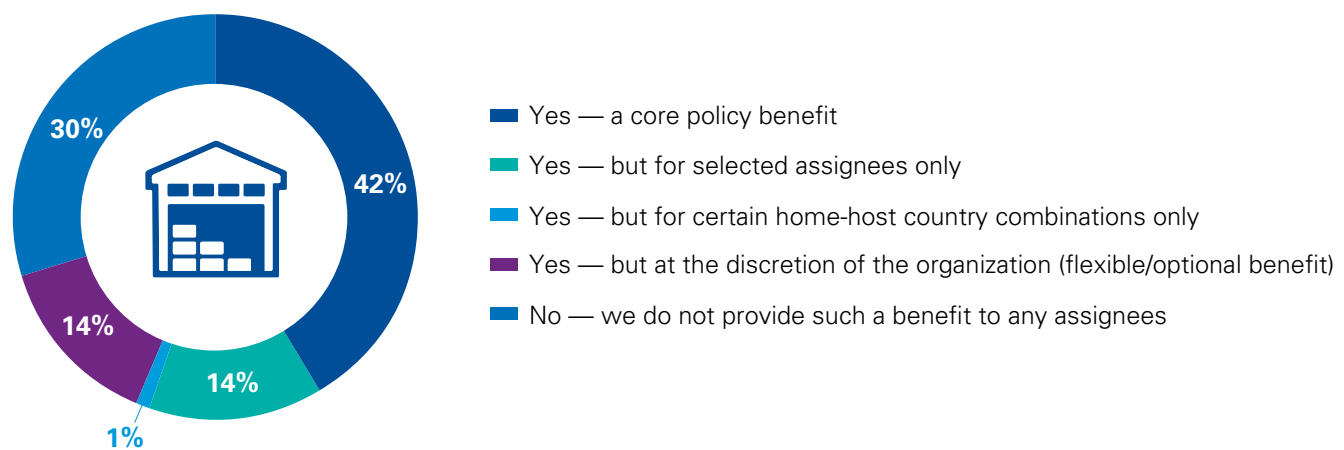 30%
42%
14%
14%
1%
Yes — a core policy benefit
Yes — but for selected assignees only
Yes — but for certain home-host country combinations only
Yes — but at the discretion of the organization (flexible/optional benefit)
No — we do not provide such a benefit to any assignees